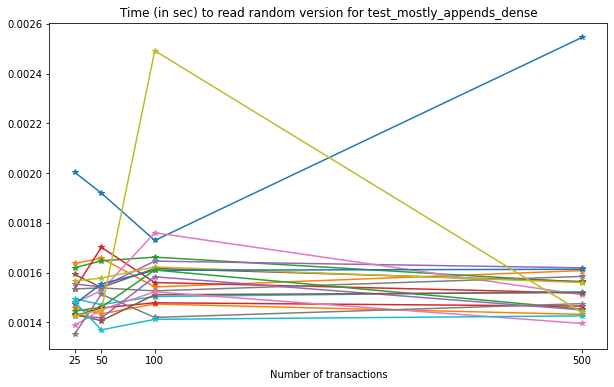 Time (in sec) to read random version for test_mostly_appends_dense
0.0026
0.0024
0.0022
0.0020
0.0018
0.0016
0.0014
25 50 100 500
Number of transactions